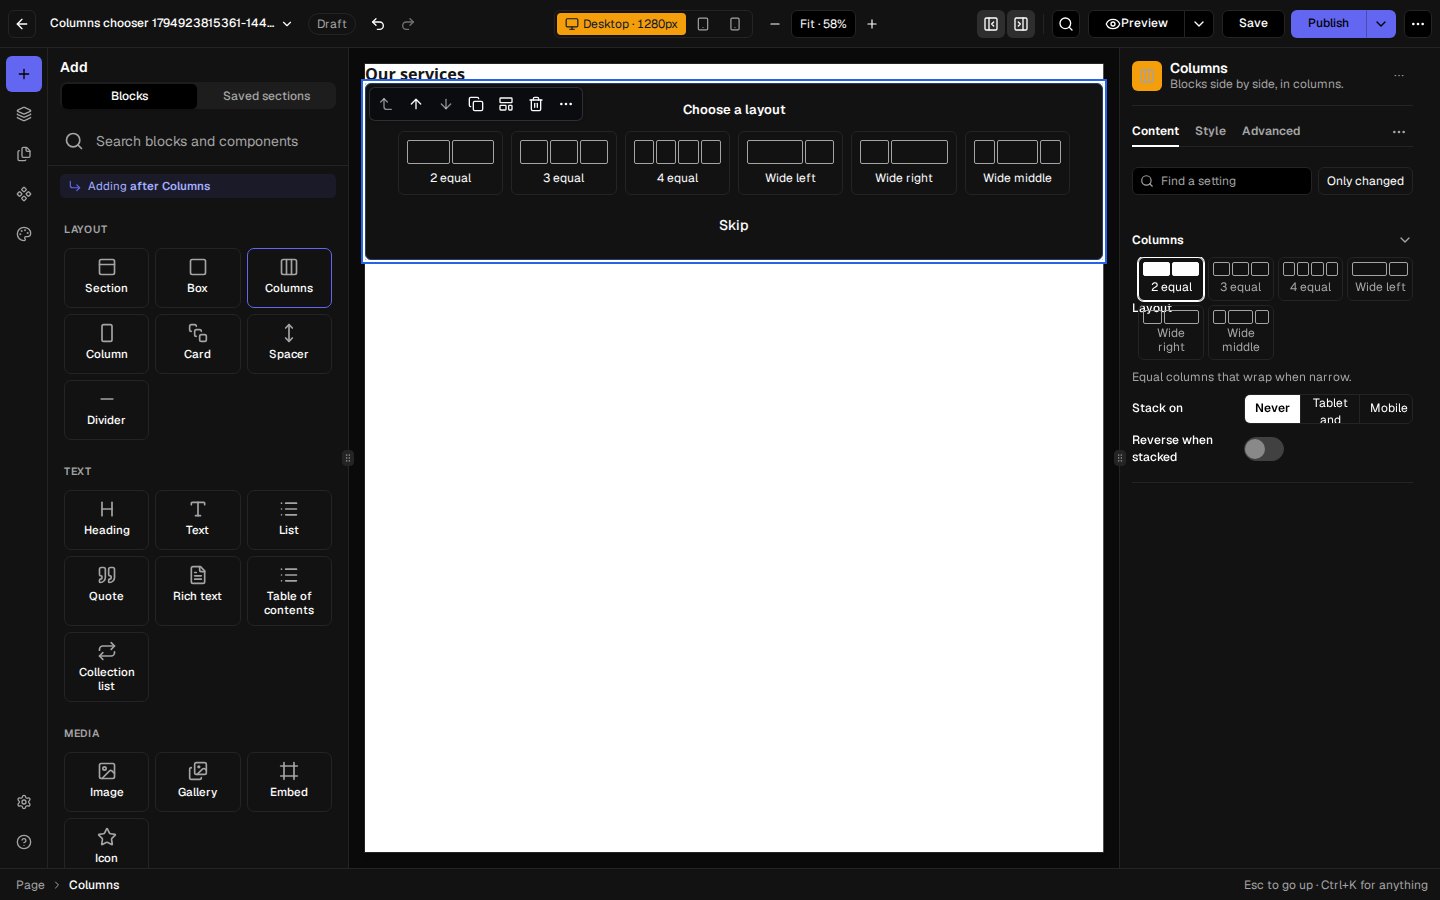 Columns chooser 1794923815361-144...
Draft
Desktop · 1280px
Fit · 58%
Preview
Save
Publish
Add
Blocks
Saved sections
Search blocks and components
Adding after Columns
LAYOUT
Section
Box
Columns
Column
Card
Spacer
Divider
TEXT
Heading
Text
List
Quote
Rich text
Table of
contents
Collection
list
MEDIA
Image
Gallery
Embed
Icon
Our services
Choose a layout
2 equal
3 equal
4 equal
Wide left
Wide right
Wide middle
Skip
Columns
Blocks side by side, in columns.
Content
Style
Advanced
Find a setting
Only changed
Columns
2 equal
3 equal
4 equal
Wide left
Layout
Wide
right
Wide
middle
Equal columns that wrap when narrow.
Stack on
Never
Tablet
and
Mobile
Reverse when
stacked
Page
Columns
Esc to go up · Ctrl+K for anything